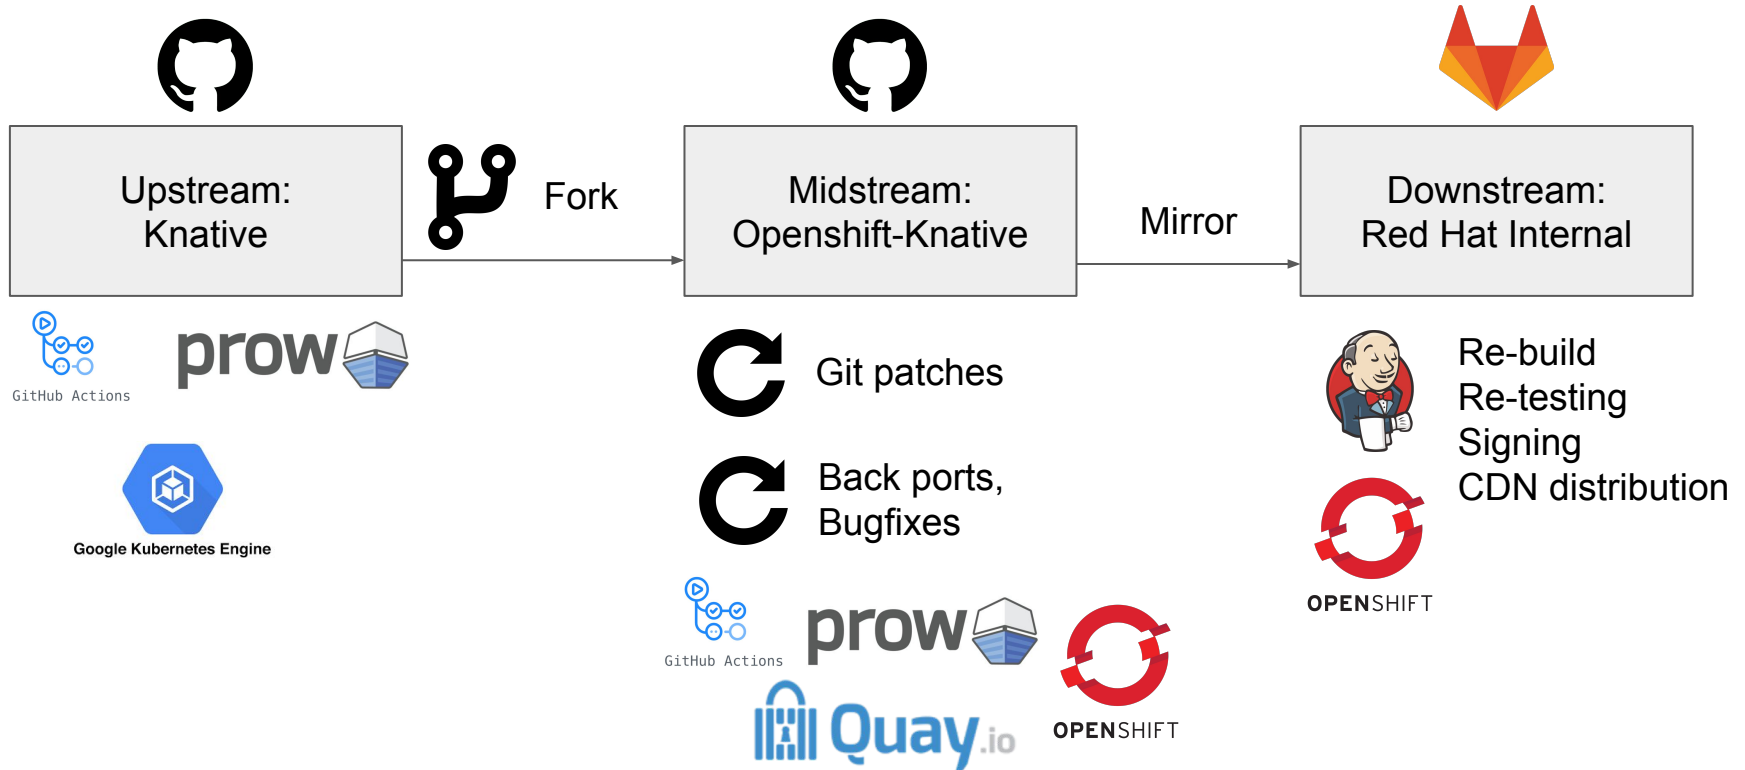 Upstream:
Knative
Fork
Midstream:
Openshift-Knative
Mirror
Downstream:
Red Hat Internal
GitHub Actions
prow
Google Kubernetes Engine
Git patches
Back ports,
Bugfixes
GitHub Actions
prow
OPENSHIFT
Quay.io
Re-build
Re-testing
Signing
CDN distribution
OPENSHIFT